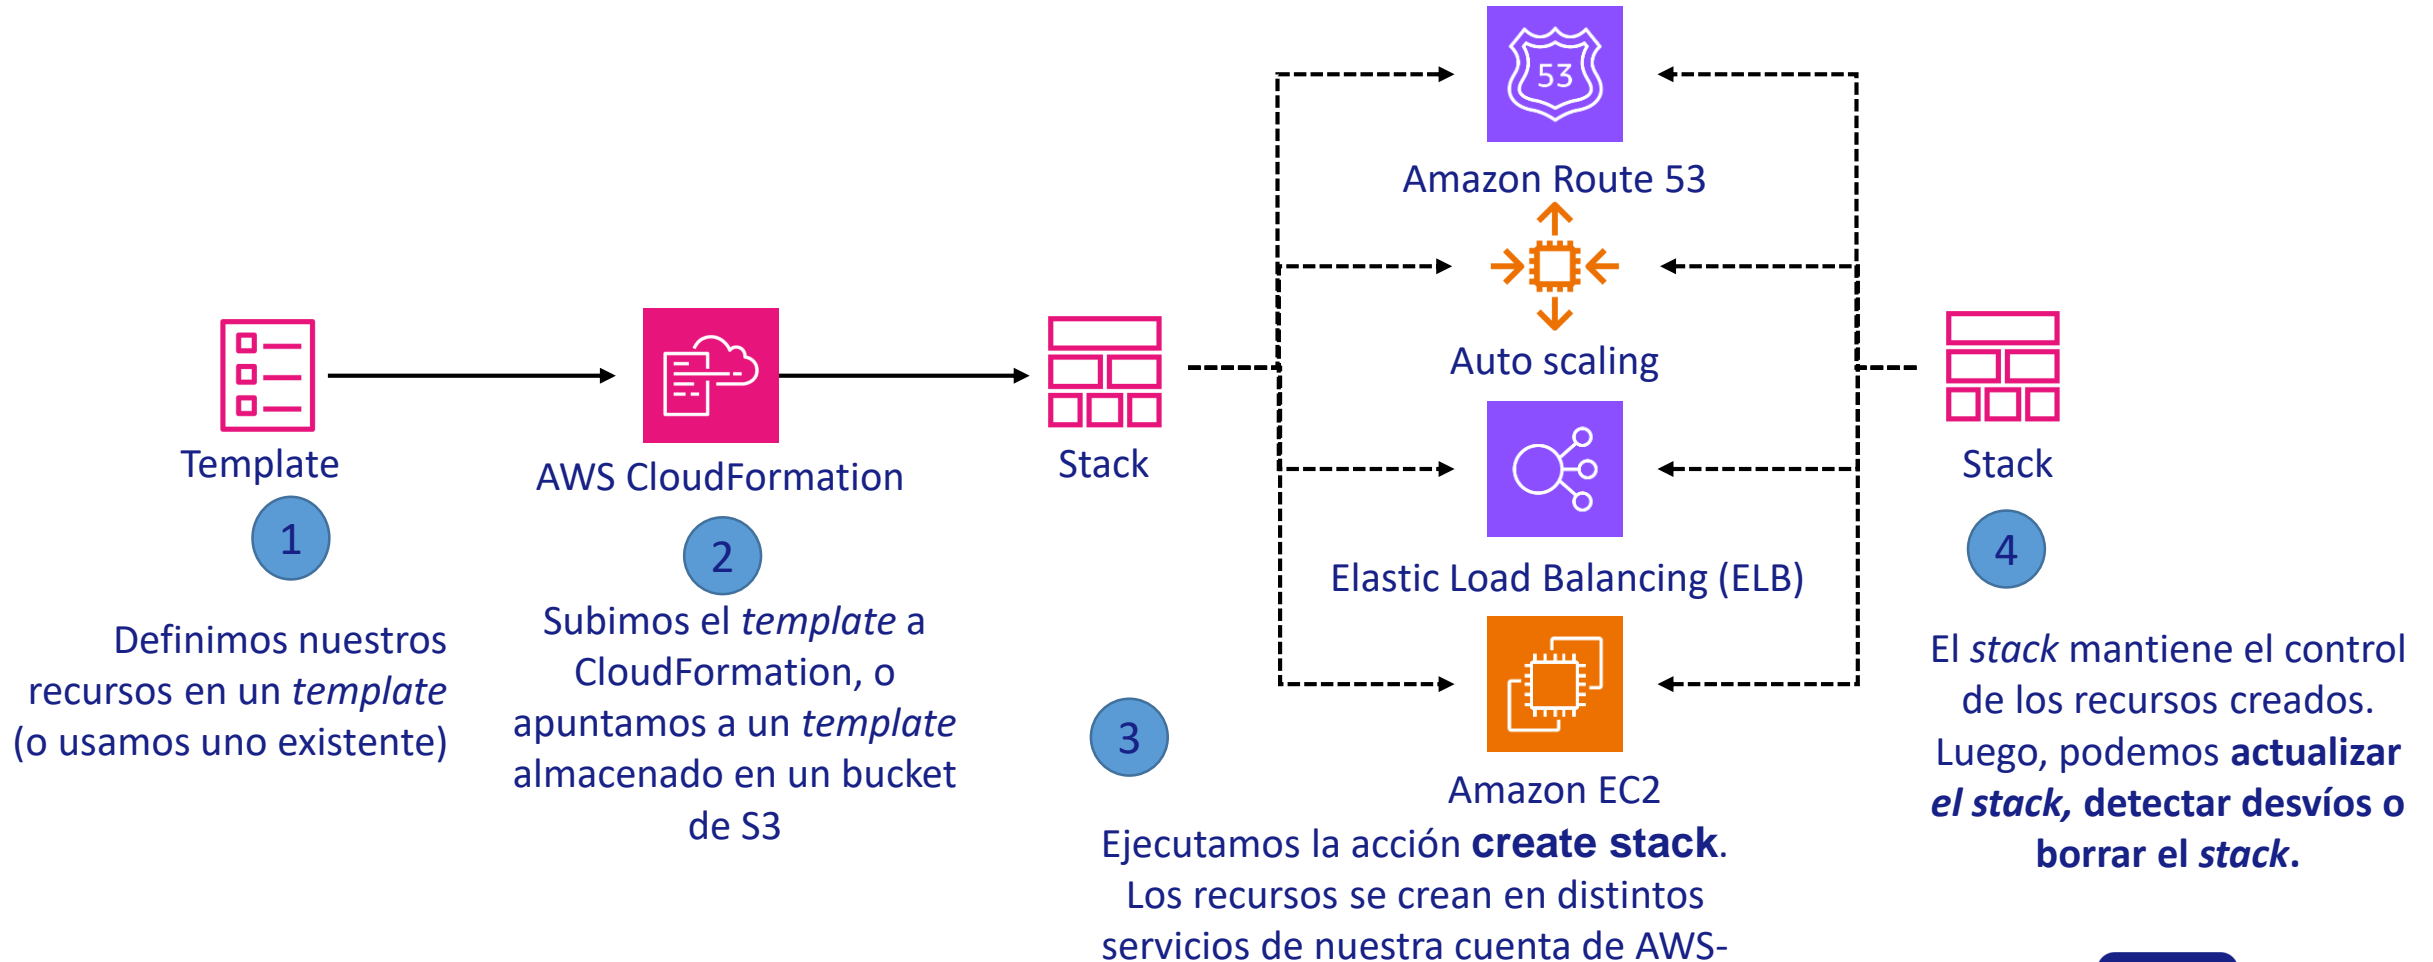 53
Amazon Route 53
Auto scaling
Template
AWS CloudFormation
Stack
Elastic Load Balancing (ELB)
Stack
1
Definimos nuestros
recursos en un template
(o usamos uno existente)
2
Subimos el template a
CloudFormation, o
apuntamos a un template
almacenado en un bucket
de S3
Amazon EC2
3
Ejecutamos la acción create stack.
Los recursos se crean en distintos
servicios de nuestra cuenta de AWS-
4
El stack mantiene el control
de los recursos creados.
Luego, podemos actualizar
el stack, detectar desvíos o
borrar el stack.